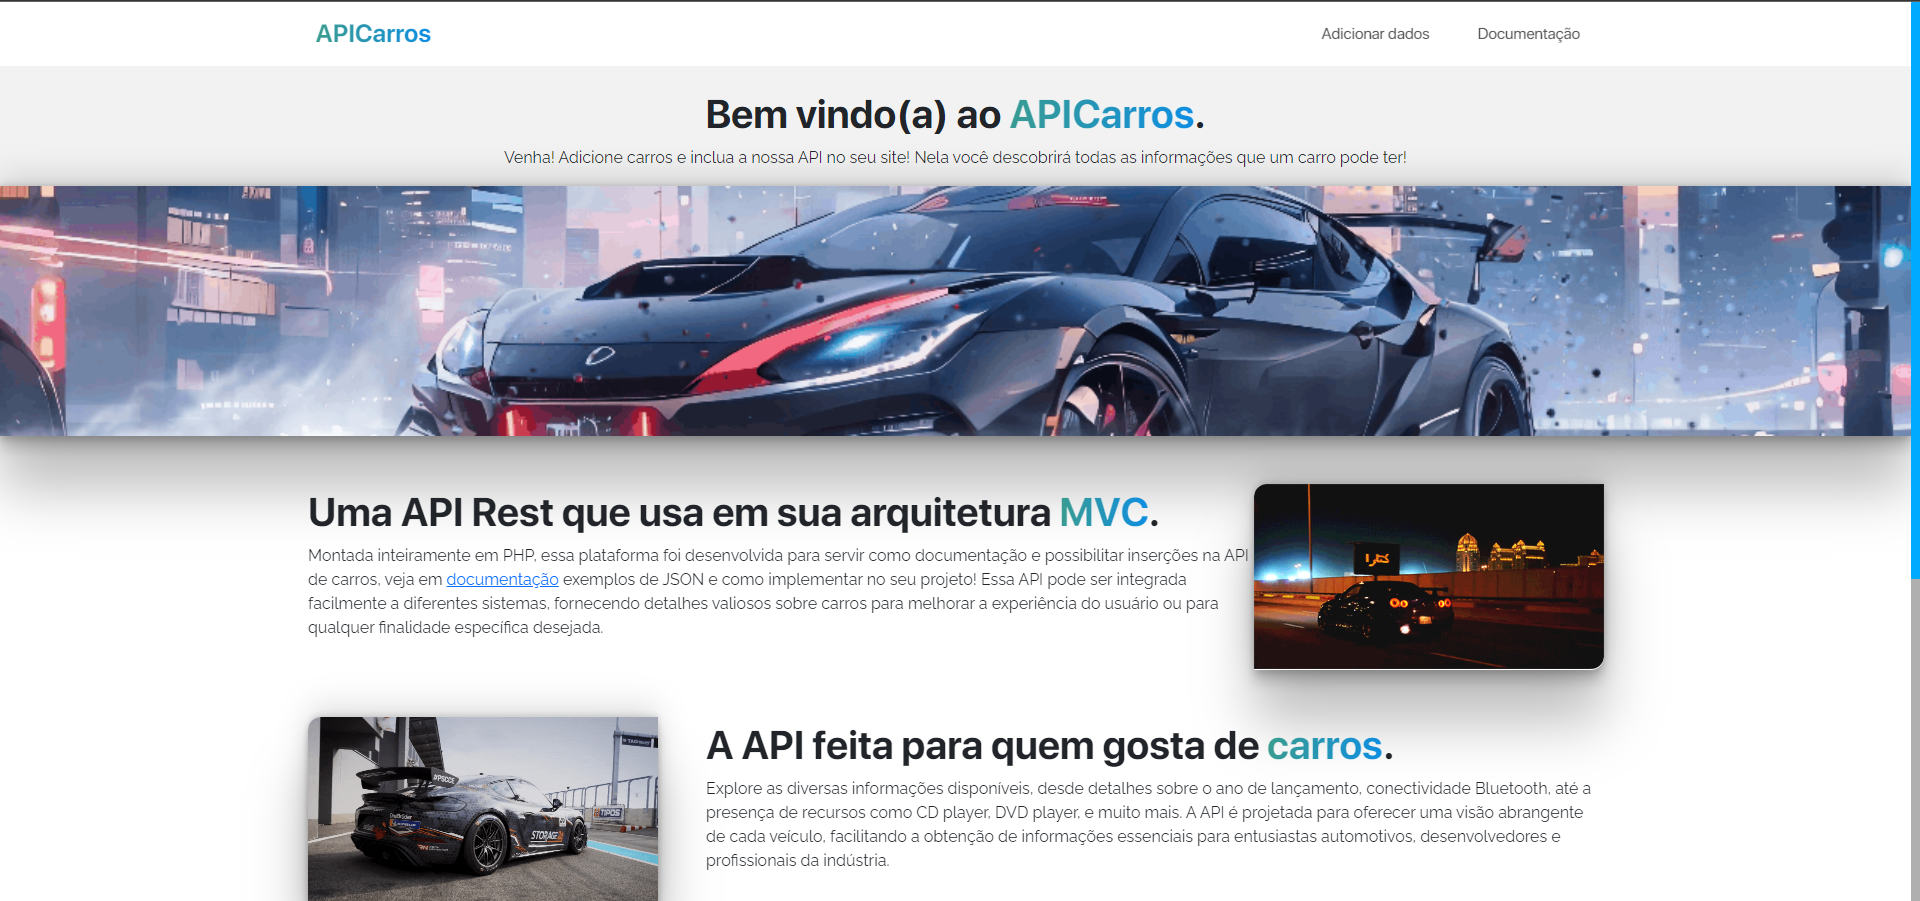 APICarros
Adicionar dados
Documentação
Bem vindo(a) ao APICarros.
Venha! Adicione carros e inclua a nossa API no seu site! Nela você descobrirá todas as informações que um carro pode ter!
Uma API Rest que usa em sua arquitetura MVC.
Montada inteiramente em PHP, essa plataforma foi desenvolvida para servir como documentação e possibilitar inserções na API
de carros, veja em documentação exemplos de JSON e como implementar no seu projeto! Essa API pode ser integrada
facilmente a diferentes sistemas, fornecendo detalhes valiosos sobre carros para melhorar a experiência do usuário ou para
qualquer finalidade específica desejada.
A API feita para quem gosta de carros.
Explore as diversas informações disponíveis, desde detalhes sobre o ano de lançamento, conectividade Bluetooth, até a
presença de recursos como CD player, DVD player, e muito mais. A API é projetada para oferecer uma visão abrangente
de cada veículo, facilitando a obtenção de informações essenciais para entusiastas automotivos, desenvolvedores e
profissionais da indústria.
#PSCCE
STORAGE